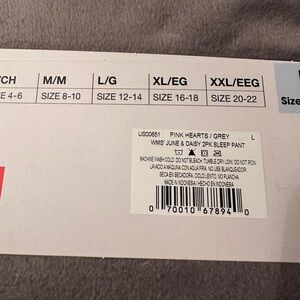 CH M/M L/G XL/EG XXL/EEG
ZE 4-6 SIZE 8-10 SIZE 12-14 SIZE 16-18 SIZE 20-22 Size
US00651 PINK HEARTS / GREY L
WMS' JUNE & DAISY 2PK SLEEP PANT
MACHINE WASH COLD. DO NOT BLEACH. TUMBLE DRY LOW. DO NOT IRON
LAVADO A MAQUINA CON AGUA FRIA. NO USE BLANQUEADOR
SECA EN SECADORA, CICLO LENTO. NO PLANCHA
MADE IN INDONESIA / HECHO EN INDONESIA
0 70010 67894 0